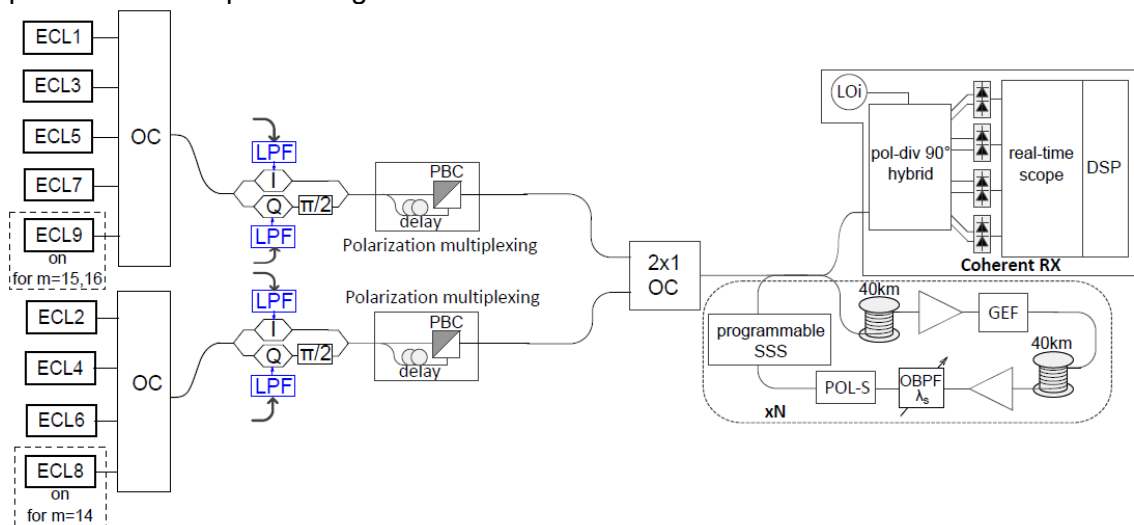 ECL1
ECL3
ECL5
ECL7
ECL9
on
for m=15,16
OC
LPF
I
Q
π/2
LPF
PBC
delay
Polarization multiplexing
ECL2
ECL4
ECL6
ECL8
on
for m=14
OC
LPF
I
Q
π/2
LPF
Polarization multiplexing
PBC
delay
2x1
OC
LOi
pol-div 90°
hybrid
real-time
scope
DSP
Coherent RX
programmable
SSS
40km
GEF
40km
POL-S
OBPF
λs
xN